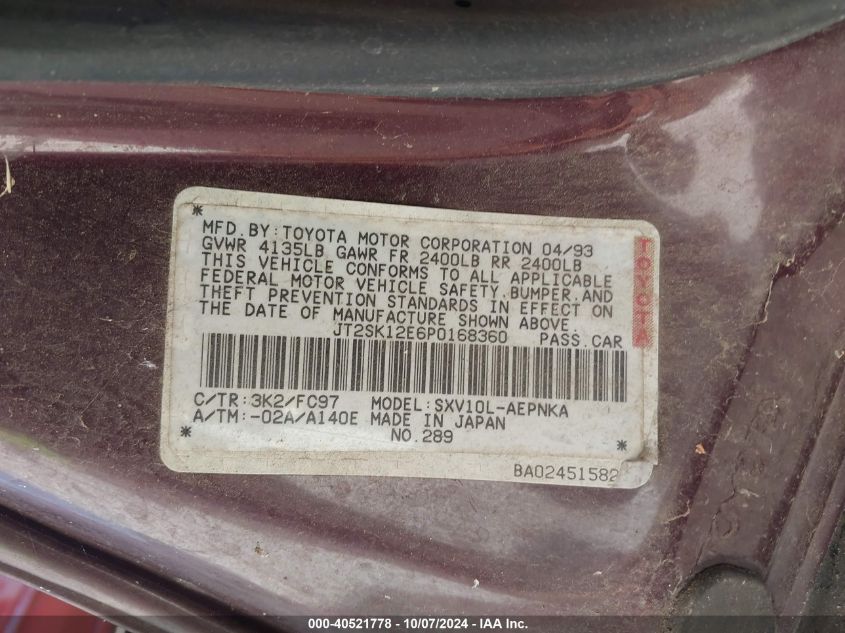 *
MFD.BY:TOYOTA MOTOR CORPORATION 04/93
GVWR 4135LB GAWR FR 2400LB RR 2400LB
THIS VEHICLE CONFORMS TO ALL APPLICABLE
FEDERAL MOTOR VEHICLE SAFETY,BUMPER,AND
THEFT PREVENTION STANDARDS IN EFFECT ON
THE DATE OF MANUFACTURE SHOWN ABOVE.
JT2SK12E6P0168360 PASS.CAR
TOYOTA
C/TR:3K2/FC97 MODEL:SXV10L-AEPNKA
A/TM:-02A/A140E MADE IN JAPAN
* NO.289 *
BA02451582
000-40521778 - 10/07/2024 - IAA Inc.